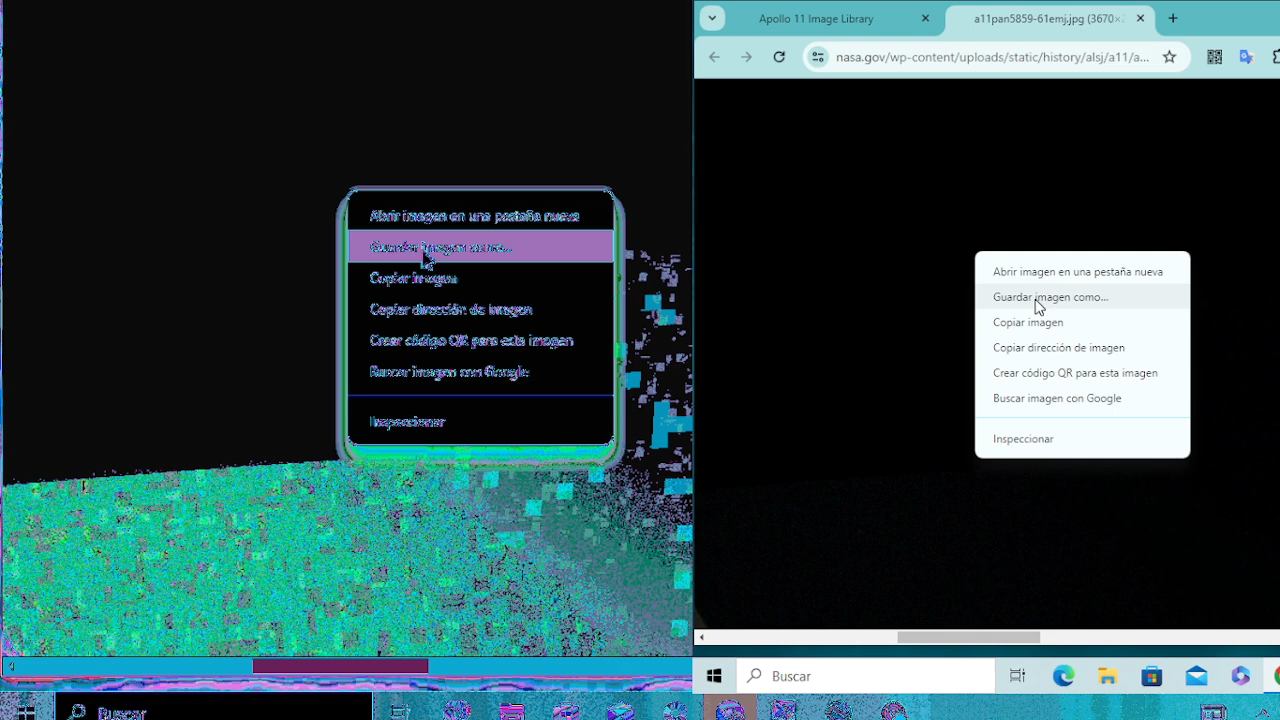 Abrir imagen en una pestaña nueva
Guardar imagen como...
Copiar imagen
Copiar dirección de imagen
Crear código QR para esta imagen
Buscar imagen con Google
Inspeccionar
Buscar
Apollo 11 Image Library
a11pan5859-61emj.jpg (3670×2
nasa.gov/wp-content/uploads/static/history/alsj/a11/a...
Abrir imagen en una pestaña nueva
Guardar imagen como...
Copiar imagen
Copiar dirección de imagen
Crear código QR para esta imagen
Buscar imagen con Google
Inspeccionar
Buscar